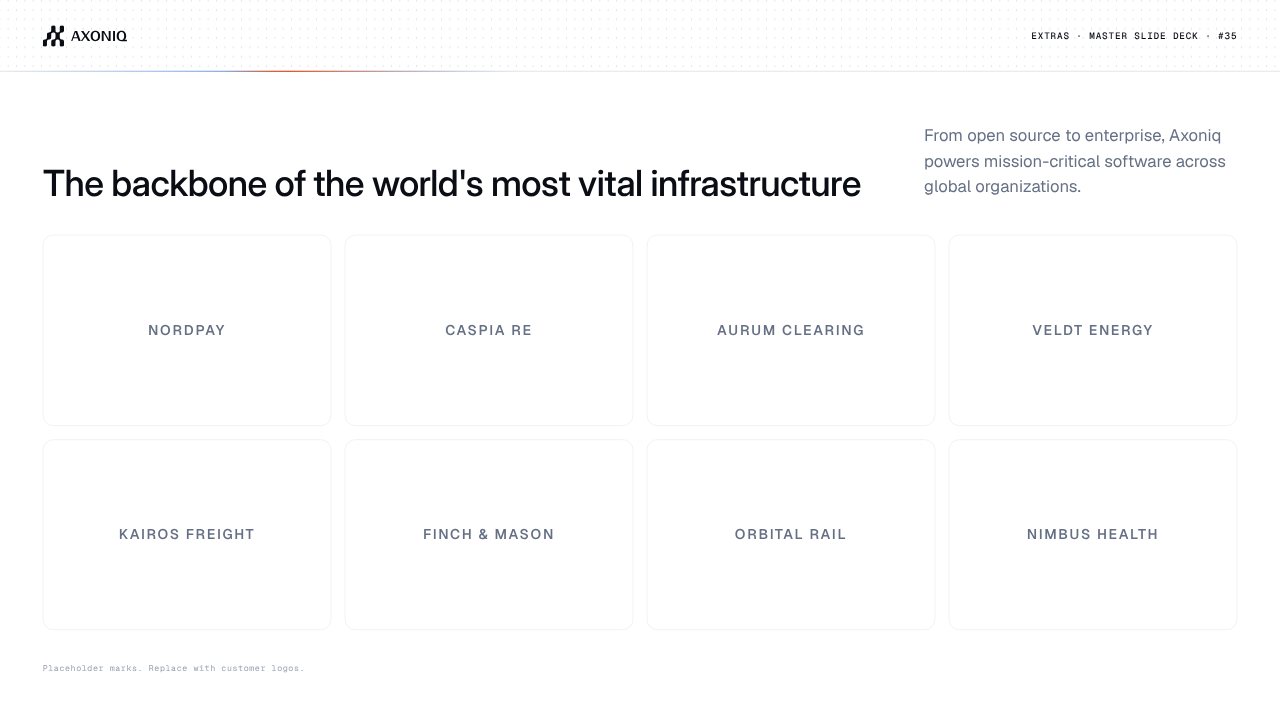 AXONIQ
EXTRAS · MASTER SLIDE DECK · #35
The backbone of the world's most vital infrastructure
From open source to enterprise, Axoniq
powers mission-critical software across
global organizations.
NORDPAY
CASPIA RE
AURUM CLEARING
VELDT ENERGY
KAIROS FREIGHT
FINCH & MASON
ORBITAL RAIL
NIMBUS HEALTH
Placeholder marks. Replace with customer logos.